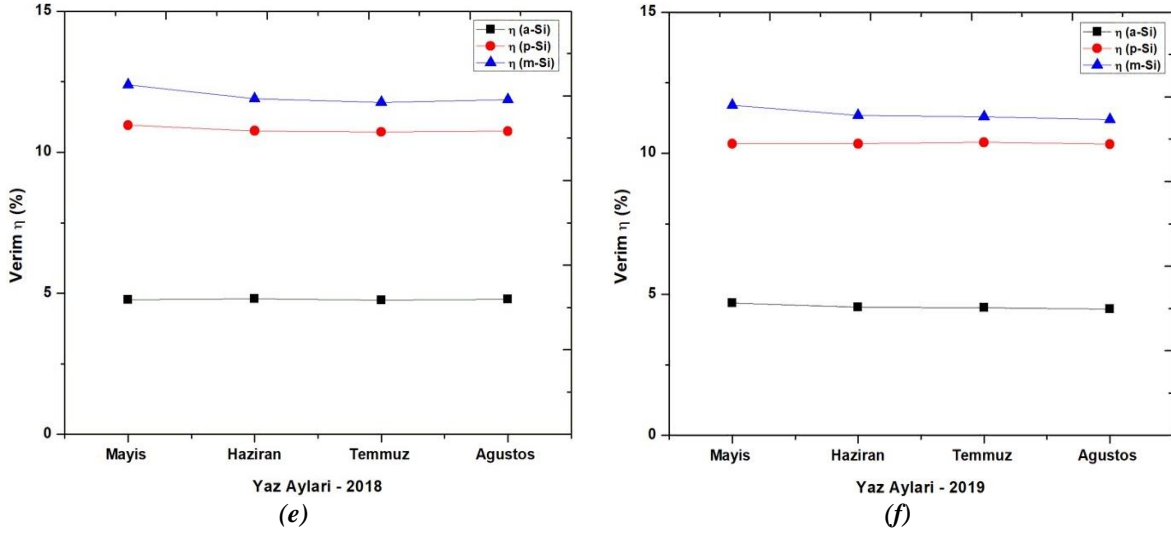 15
10
5
0
Verim η (%)
η (a-Si)
η (p-Si)
η (m-Si)
Mayis Haziran Temmuz Agustos
Yaz Aylari - 2018
(e)
15
10
5
0
Verim η (%)
η (a-Si)
η (p-Si)
η (m-Si)
Mayis Haziran Temmuz Agustos
Yaz Aylari - 2019
(f)